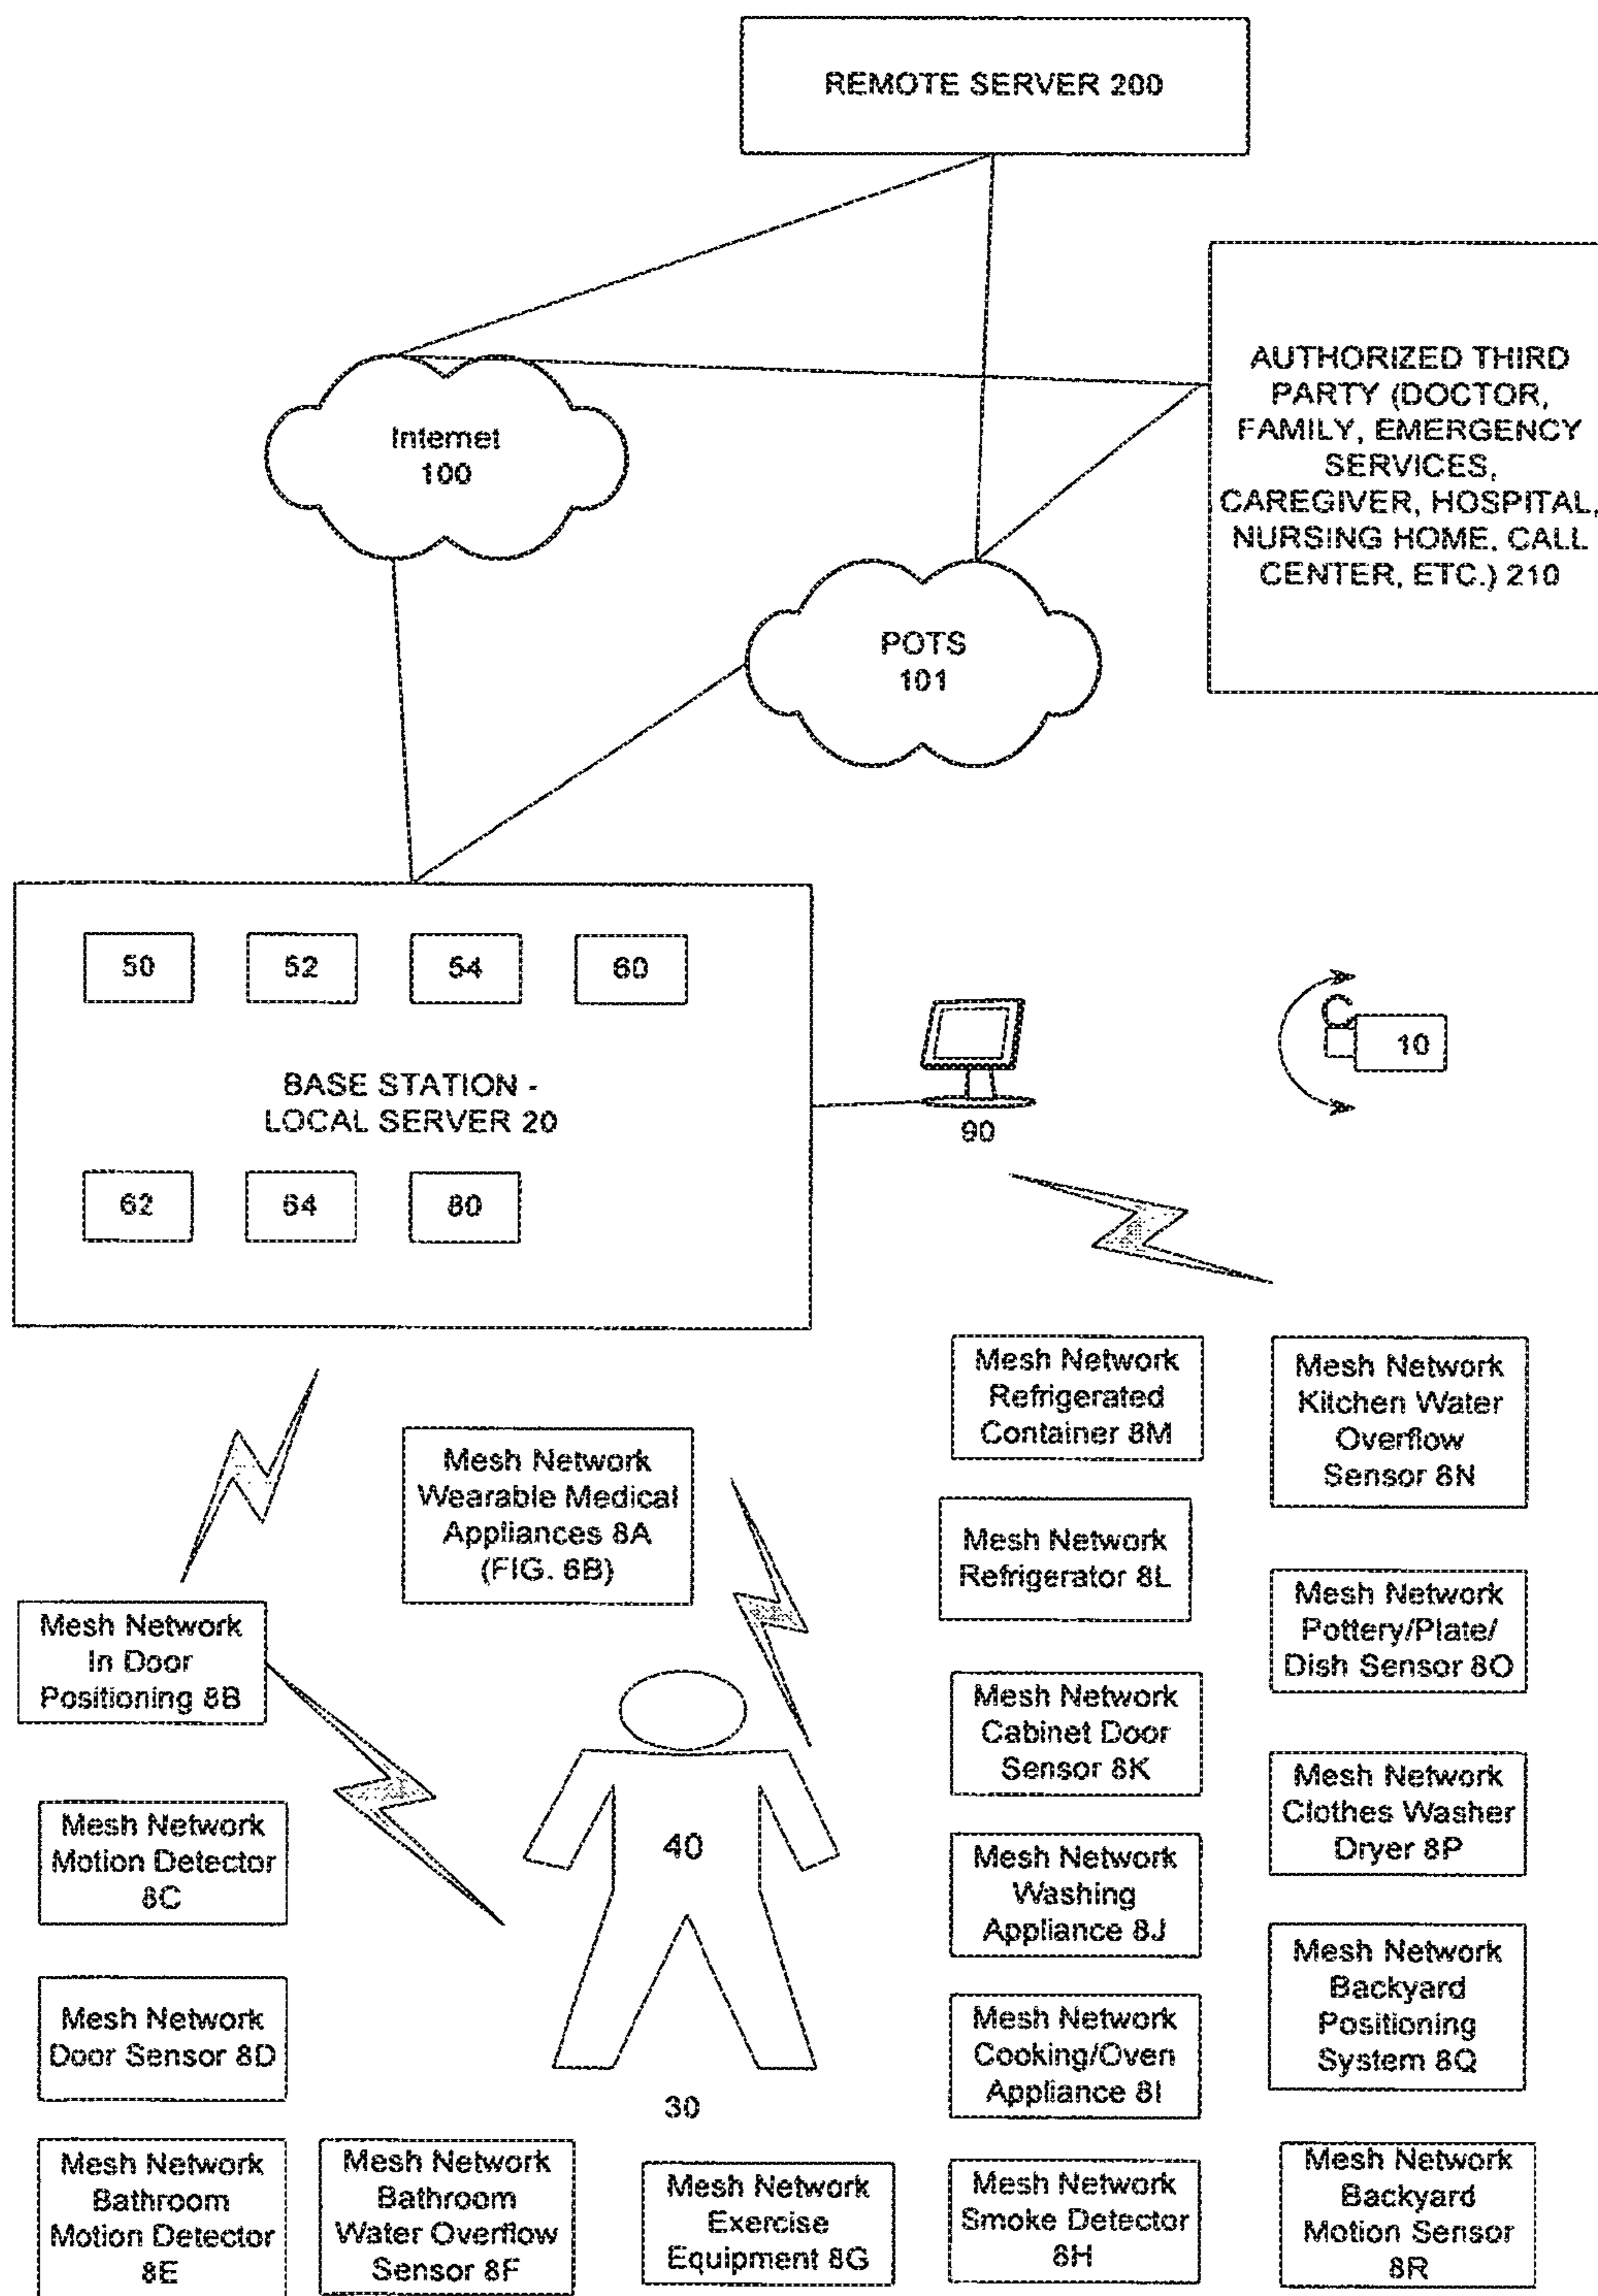 REMOTE SERVER 200
AUTHORIZED THIRD
PARTY (DOCTOR,
FAMILY, EMERGENCY
SERVICES,
CAREGIVER, HOSPITAL,
NURSING HOME, CALL
CENTER, ETC.) 210
Internet
100
POTS
101
50
52
54
60
BASE STATION -
LOCAL SERVER 20
62
64
80
90
10
Mesh Network
Wearable Medical
Appliances 8A
(FIG. 6B)
Mesh Network
In Door
Positioning 8B
Mesh Network
Motion Detector
8C
Mesh Network
Door Sensor 8D
Mesh Network
Bathroom
Motion Detector
8E
Mesh Network
Bathroom
Water Overflow
Sensor 8F
40
30
Mesh Network
Exercise
Equipment 8G
Mesh Network
Refrigerated
Container 8M
Mesh Network
Refrigerator 8L
Mesh Network
Cabinet Door
Sensor 8K
Mesh Network
Washing
Appliance 8J
Mesh Network
Cooking/Oven
Appliance 8I
Mesh Network
Smoke Detector
8H
Mesh Network
Kitchen Water
Overflow
Sensor 8N
Mesh Network
Pottery/Plate/
Dish Sensor 8O
Mesh Network
Clothes Washer
Dryer 8P
Mesh Network
Backyard
Positioning
System 8Q
Mesh Network
Backyard
Motion Sensor
8R